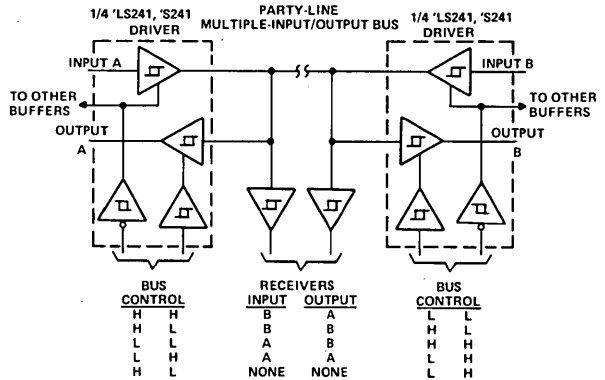 1/4 'LS241, 'S241
DRIVER
PARTY-LINE
MULTIPLE-INPUT/OUTPUT BUS
1/4 'LS241, 'S241
DRIVER
INPUT A
INPUT B
TO OTHER
BUFFERS
TO OTHER
BUFFERS
OUTPUT
A
OUTPUT
B
BUS
CONTROL
RECEIVERS
INPUT OUTPUT
BUS
CONTROL
H H B A L L
H L B B H L
L L A B H H
L H A A L H
H L NONE NONE H L